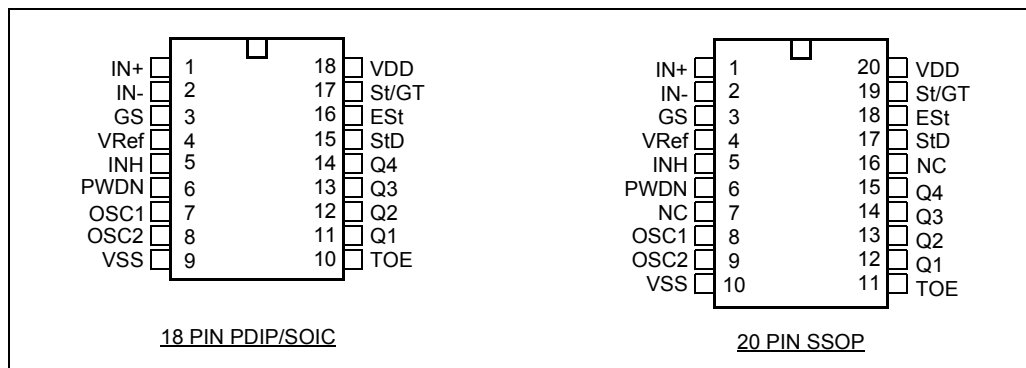 IN+ 1 18 VDD
IN- 2 17 St/GT
GS 3 16 ESt
VRef 4 15 StD
INH 5 14 Q4
PWDN 6 13 Q3
OSC1 7 12 Q2
OSC2 8 11 Q1
VSS 9 10 TOE
18 PIN PDIP/SOIC
IN+ 1 20 VDD
IN- 2 19 St/GT
GS 3 18 ESt
VRef 4 17 StD
INH 5 16 NC
PWDN 6 15 Q4
NC 7 14 Q3
OSC1 8 13 Q2
OSC2 9 12 Q1
VSS 10 11 TOE
20 PIN SSOP